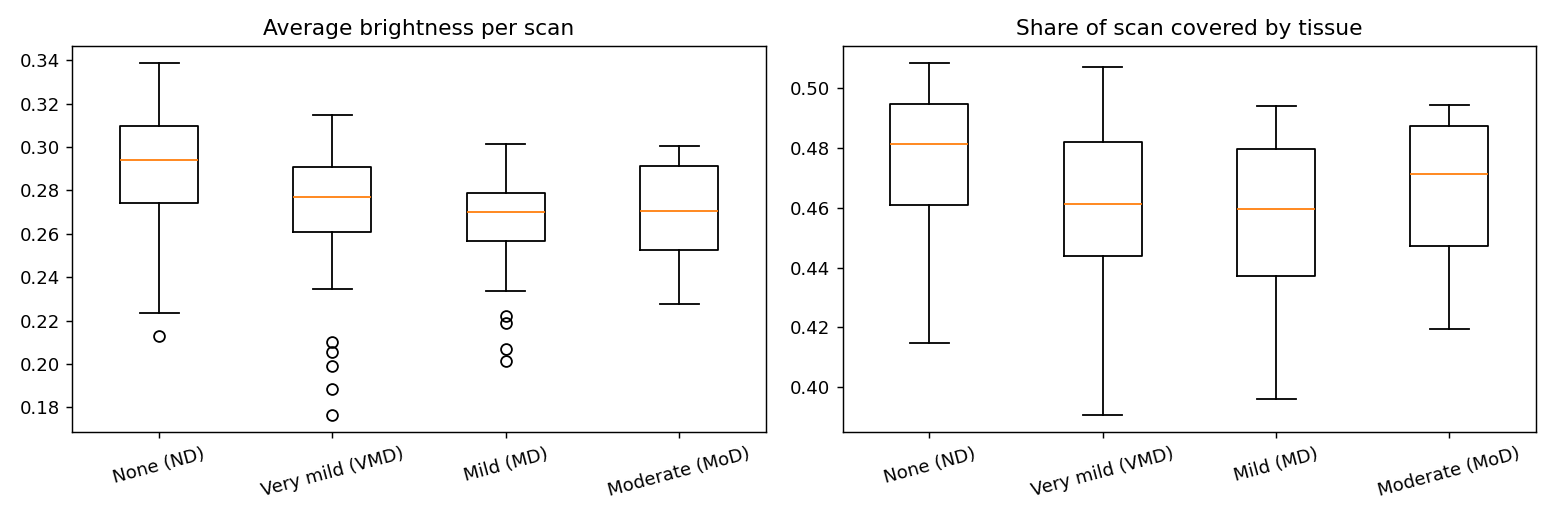 Average brightness per scan
0.34
0.32
0.30
0.28
0.26
0.24
0.22
0.20
0.18
None (ND)
Very mild (VMD)
Mild (MD)
Moderate (MoD)
Share of scan covered by tissue
0.50
0.48
0.46
0.44
0.42
0.40
None (ND)
Very mild (VMD)
Mild (MD)
Moderate (MoD)